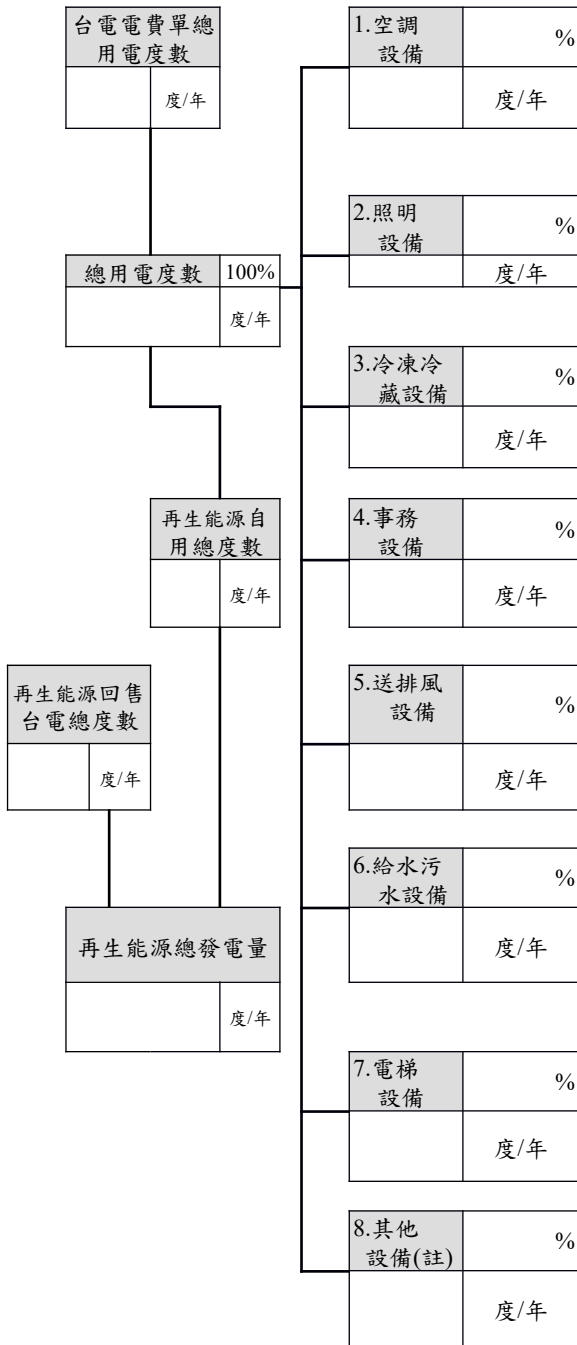 台電電費單總
用電度數
度/年
總用電度數 100%
度/年
再生能源自
用總度數
度/年
再生能源回售
台電總度數
度/年
再生能源總發電量
度/年
1.空調
設備
%
度/年
2.照明
設備
%
度/年
3.冷凍冷
藏設備
%
度/年
4.事務
設備
%
度/年
5.送排風
設備
%
度/年
6.給水污
水設備
%
度/年
7.電梯
設備
%
度/年
8.其他
設備(註)
%
度/年